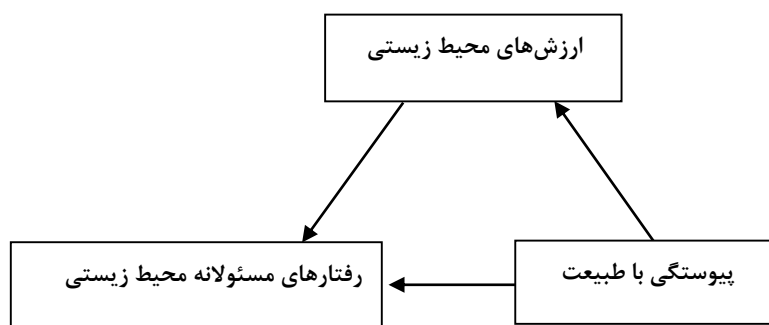 ارزش‌های محیط زیستی
پیوستگی با طبیعت
رفتارهای مسئولانه محیط زیستی